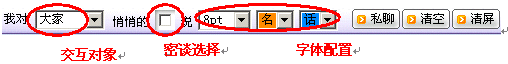 我对 大家 悄悄的 说 8pt 名 话 私聊 清空 清屏
交互对象 密谈选择 字体配置